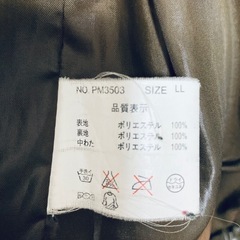 NO. PM3503 SIZE LL
品質表示
表地 ポリエステル 100%
裏地 ポリエステル 100%
中わた ポリエステル 100%